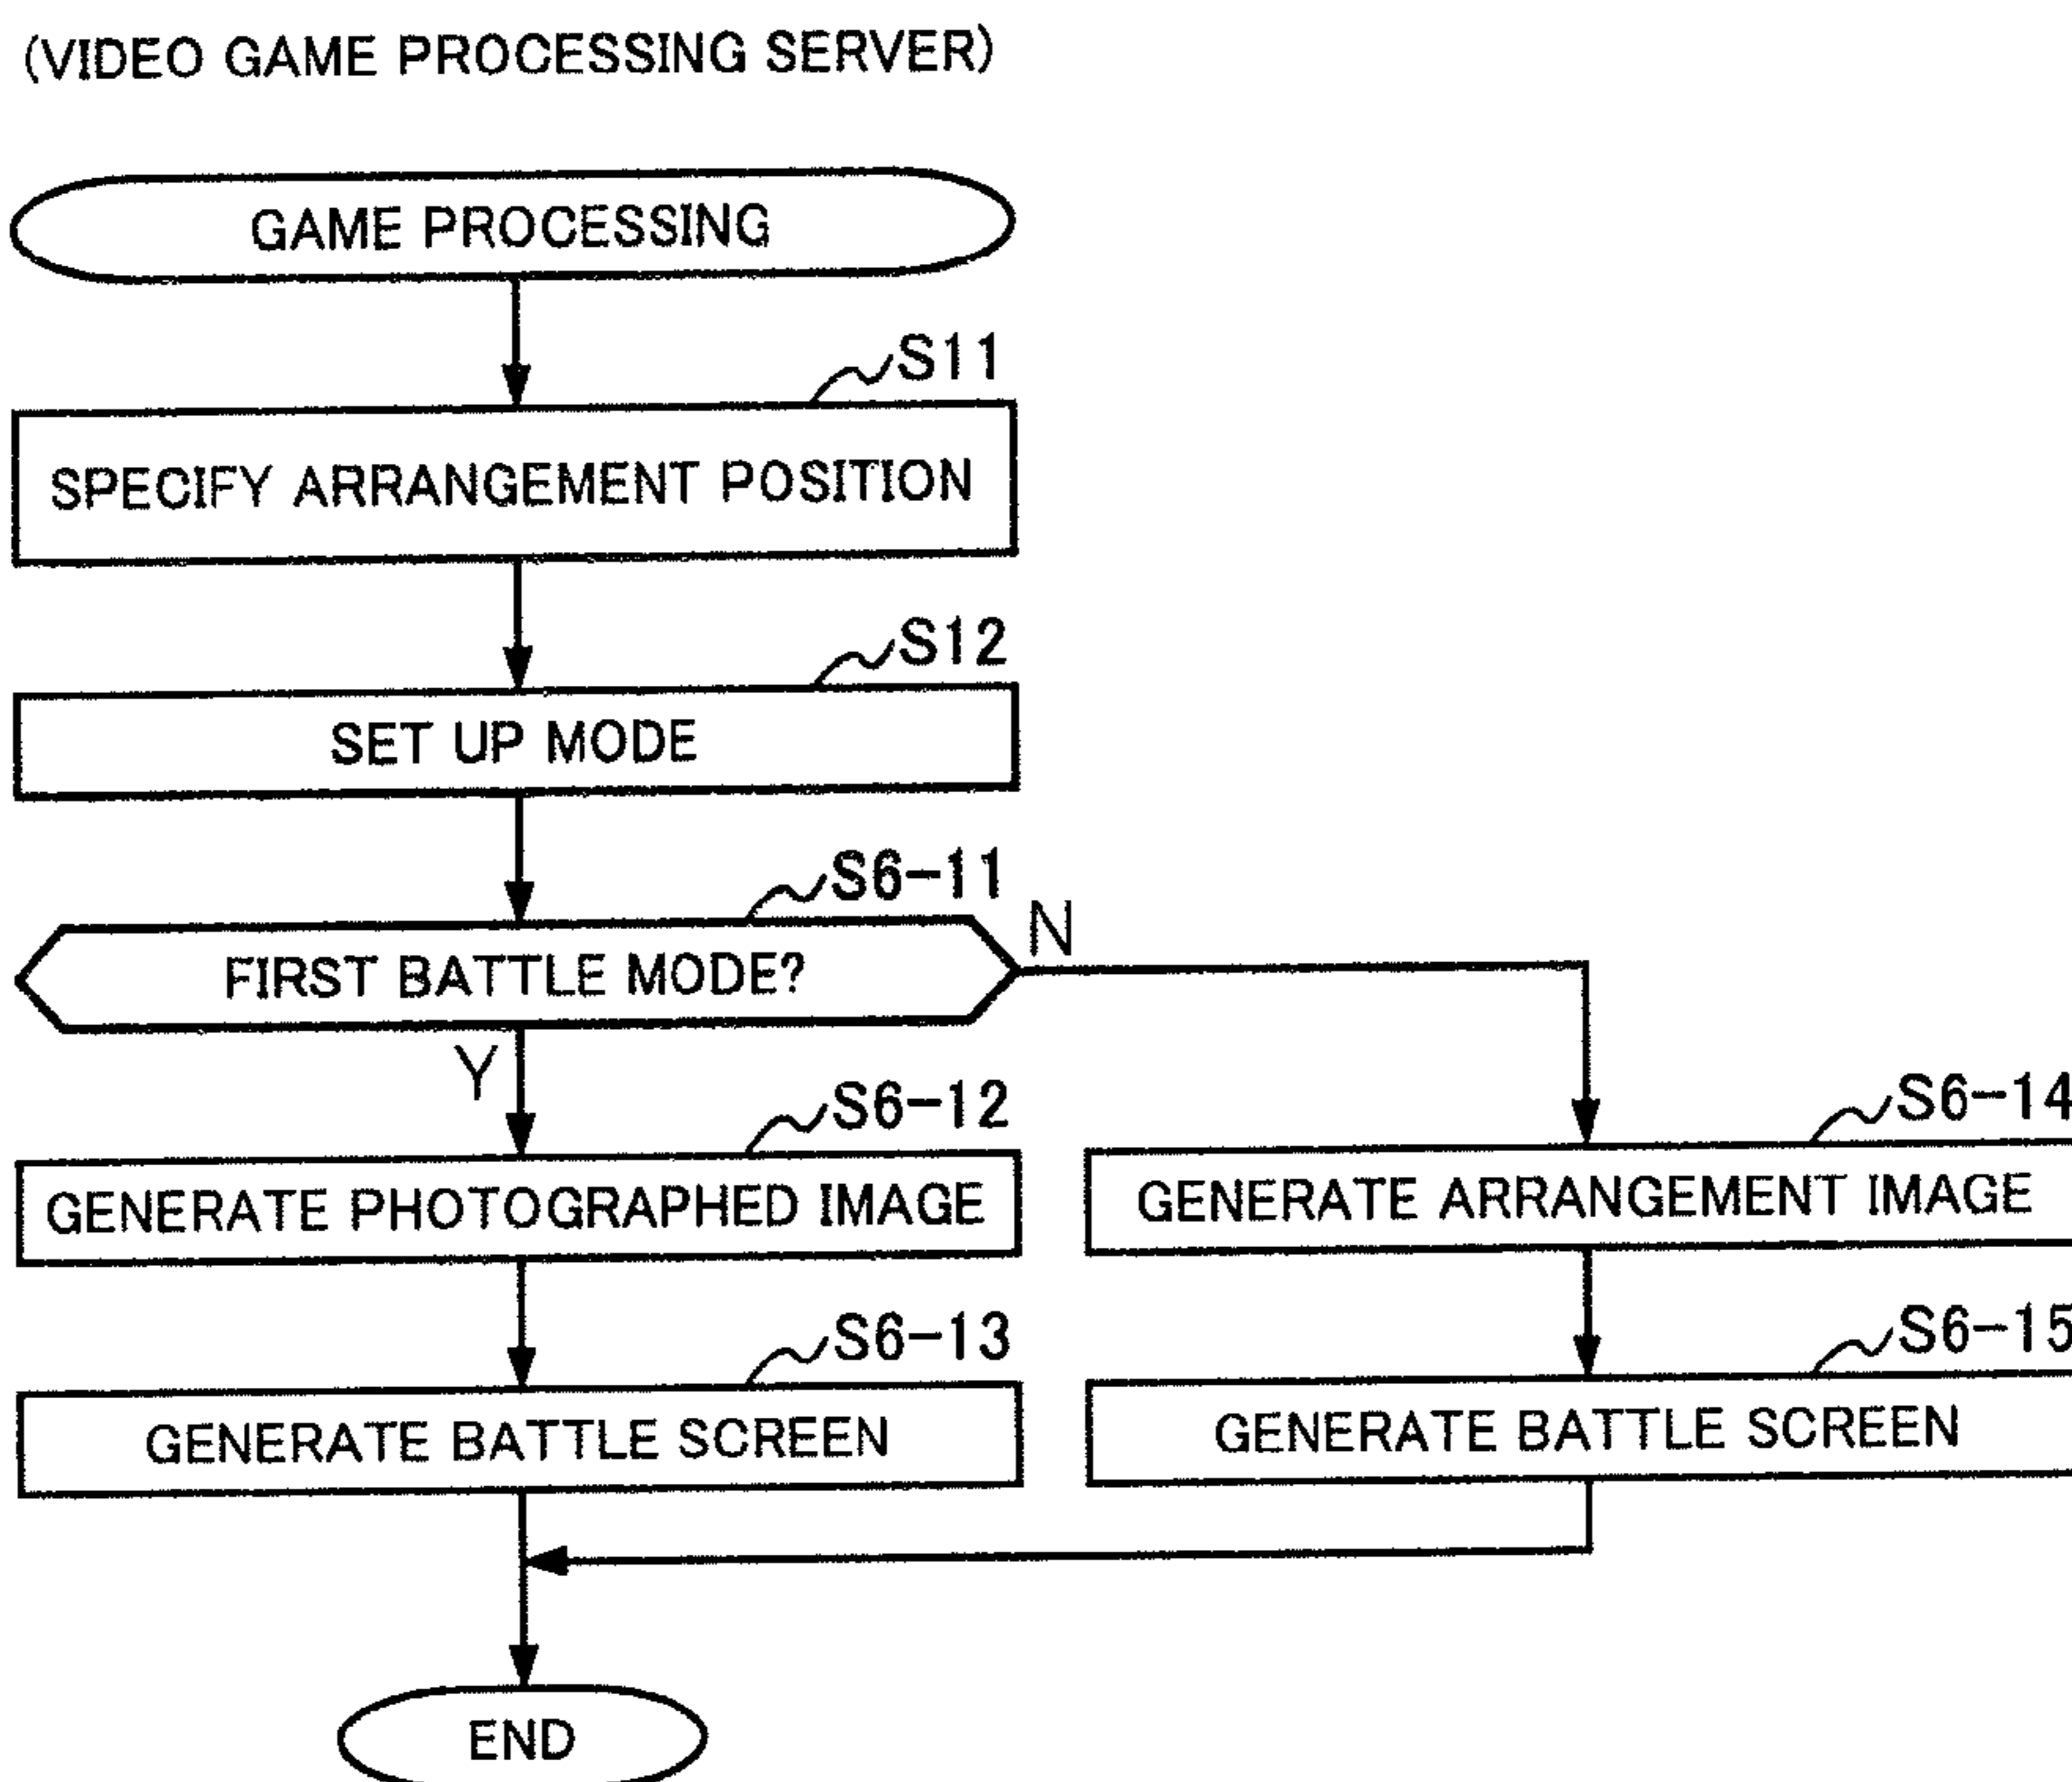 (VIDEO GAME PROCESSING SERVER)
GAME PROCESSING
S11
SPECIFY ARRANGEMENT POSITION
S12
SET UP MODE
S6-11
FIRST BATTLE MODE?
N
Y
S6-12
GENERATE PHOTOGRAPHED IMAGE
S6-14
GENERATE ARRANGEMENT IMAGE
S6-13
GENERATE BATTLE SCREEN
S6-15
GENERATE BATTLE SCREEN
END